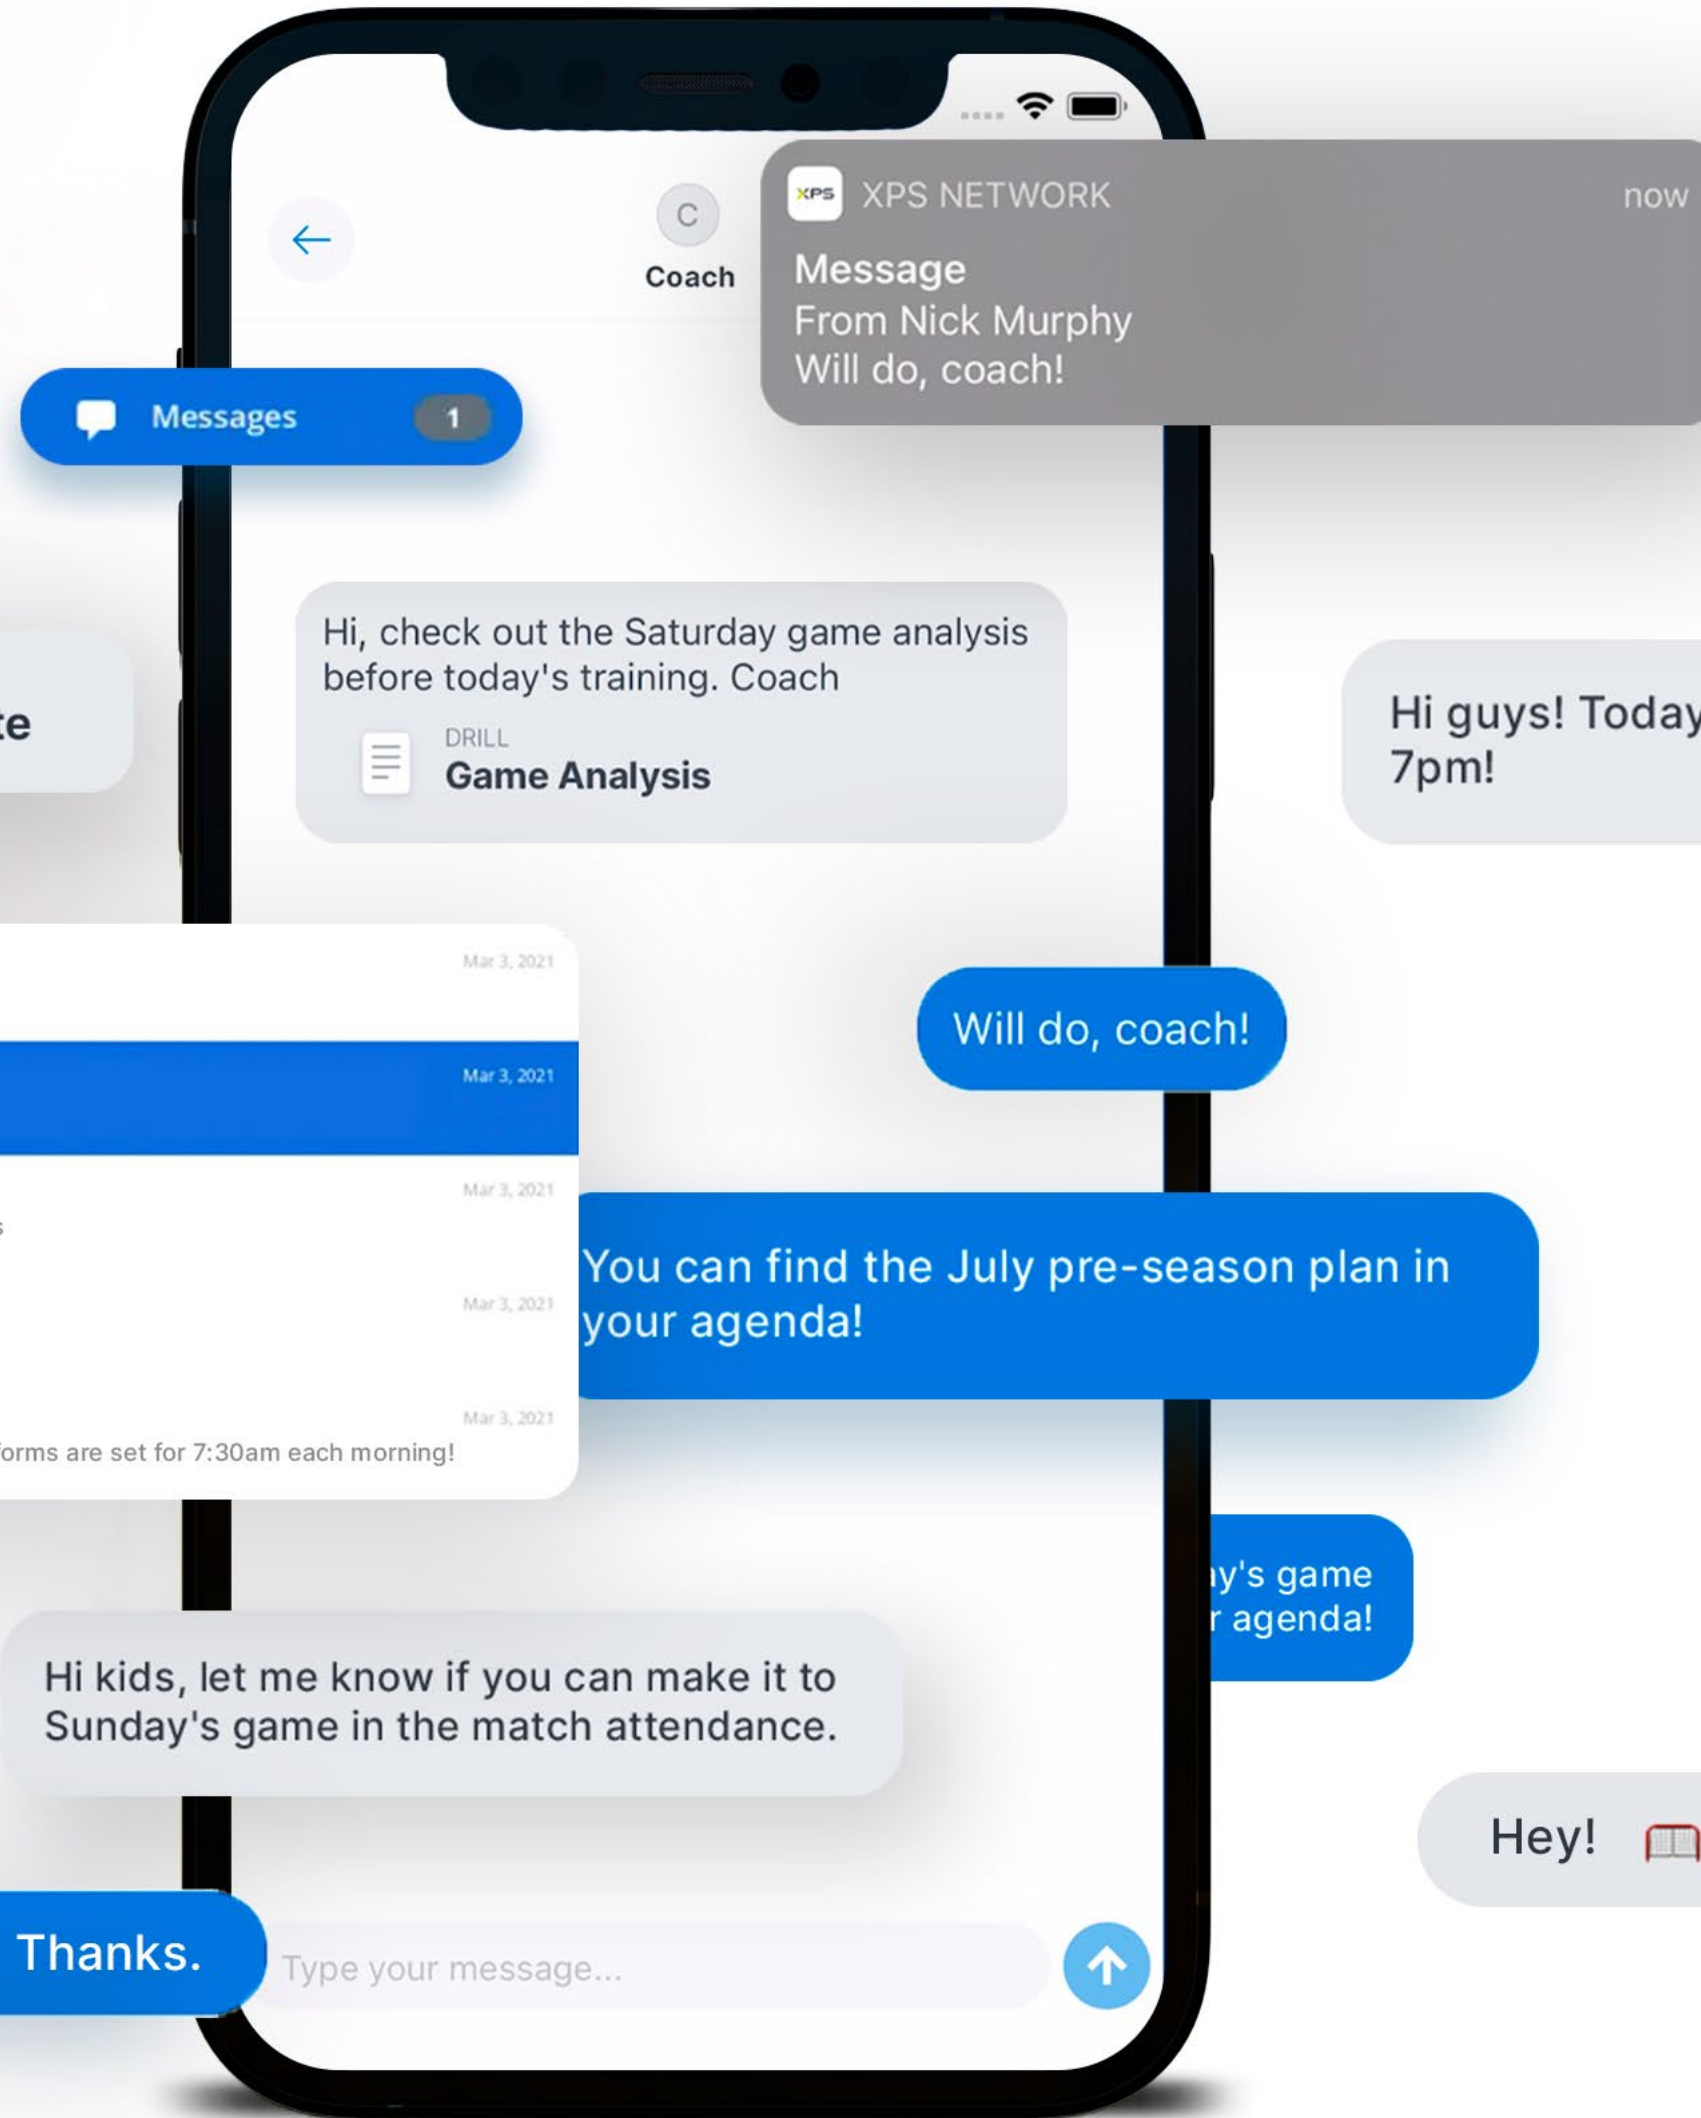 XPS
XPS NETWORK
now
C
Coach
Message
From Nick Murphy
Will do, coach!
Messages
1
Hi, check out the Saturday game analysis
before today's training. Coach
DRILL
Game Analysis
Hi guys! Today
7pm!
Mar 3, 2021
Will do, coach!
Mar 3, 2021
Mar 3, 2021
You can find the July pre-season plan in
your agenda!
Mar 3, 2021
Mar 3, 2021
are set for 7:30am each morning!
game
agenda!
Hi kids, let me know if you can make it to
Sunday's game in the match attendance.
Hey!
Thanks.
Type your message...